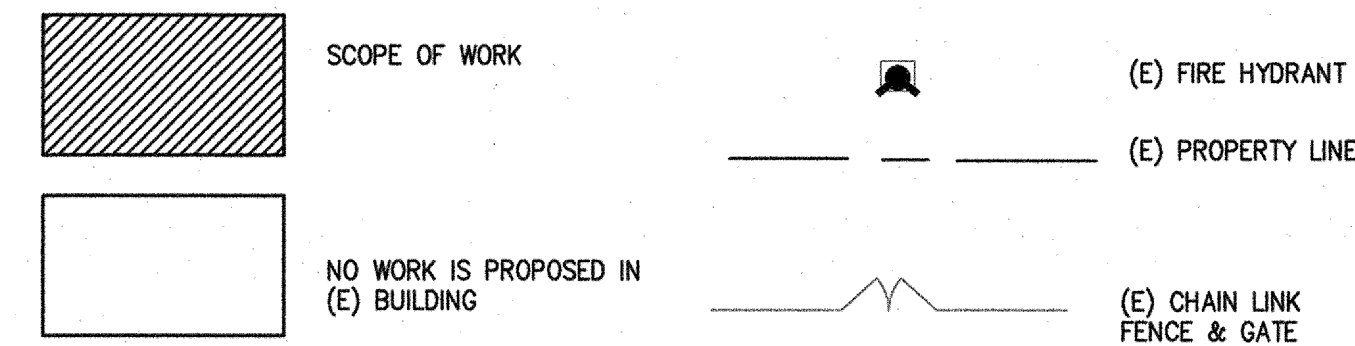 SCOPE OF WORK
NO WORK IS PROPOSED IN
(E) BUILDING
(E) FIRE HYDRANT
(E) PROPERTY LINE
(E) CHAIN LINK
FENCE & GATE